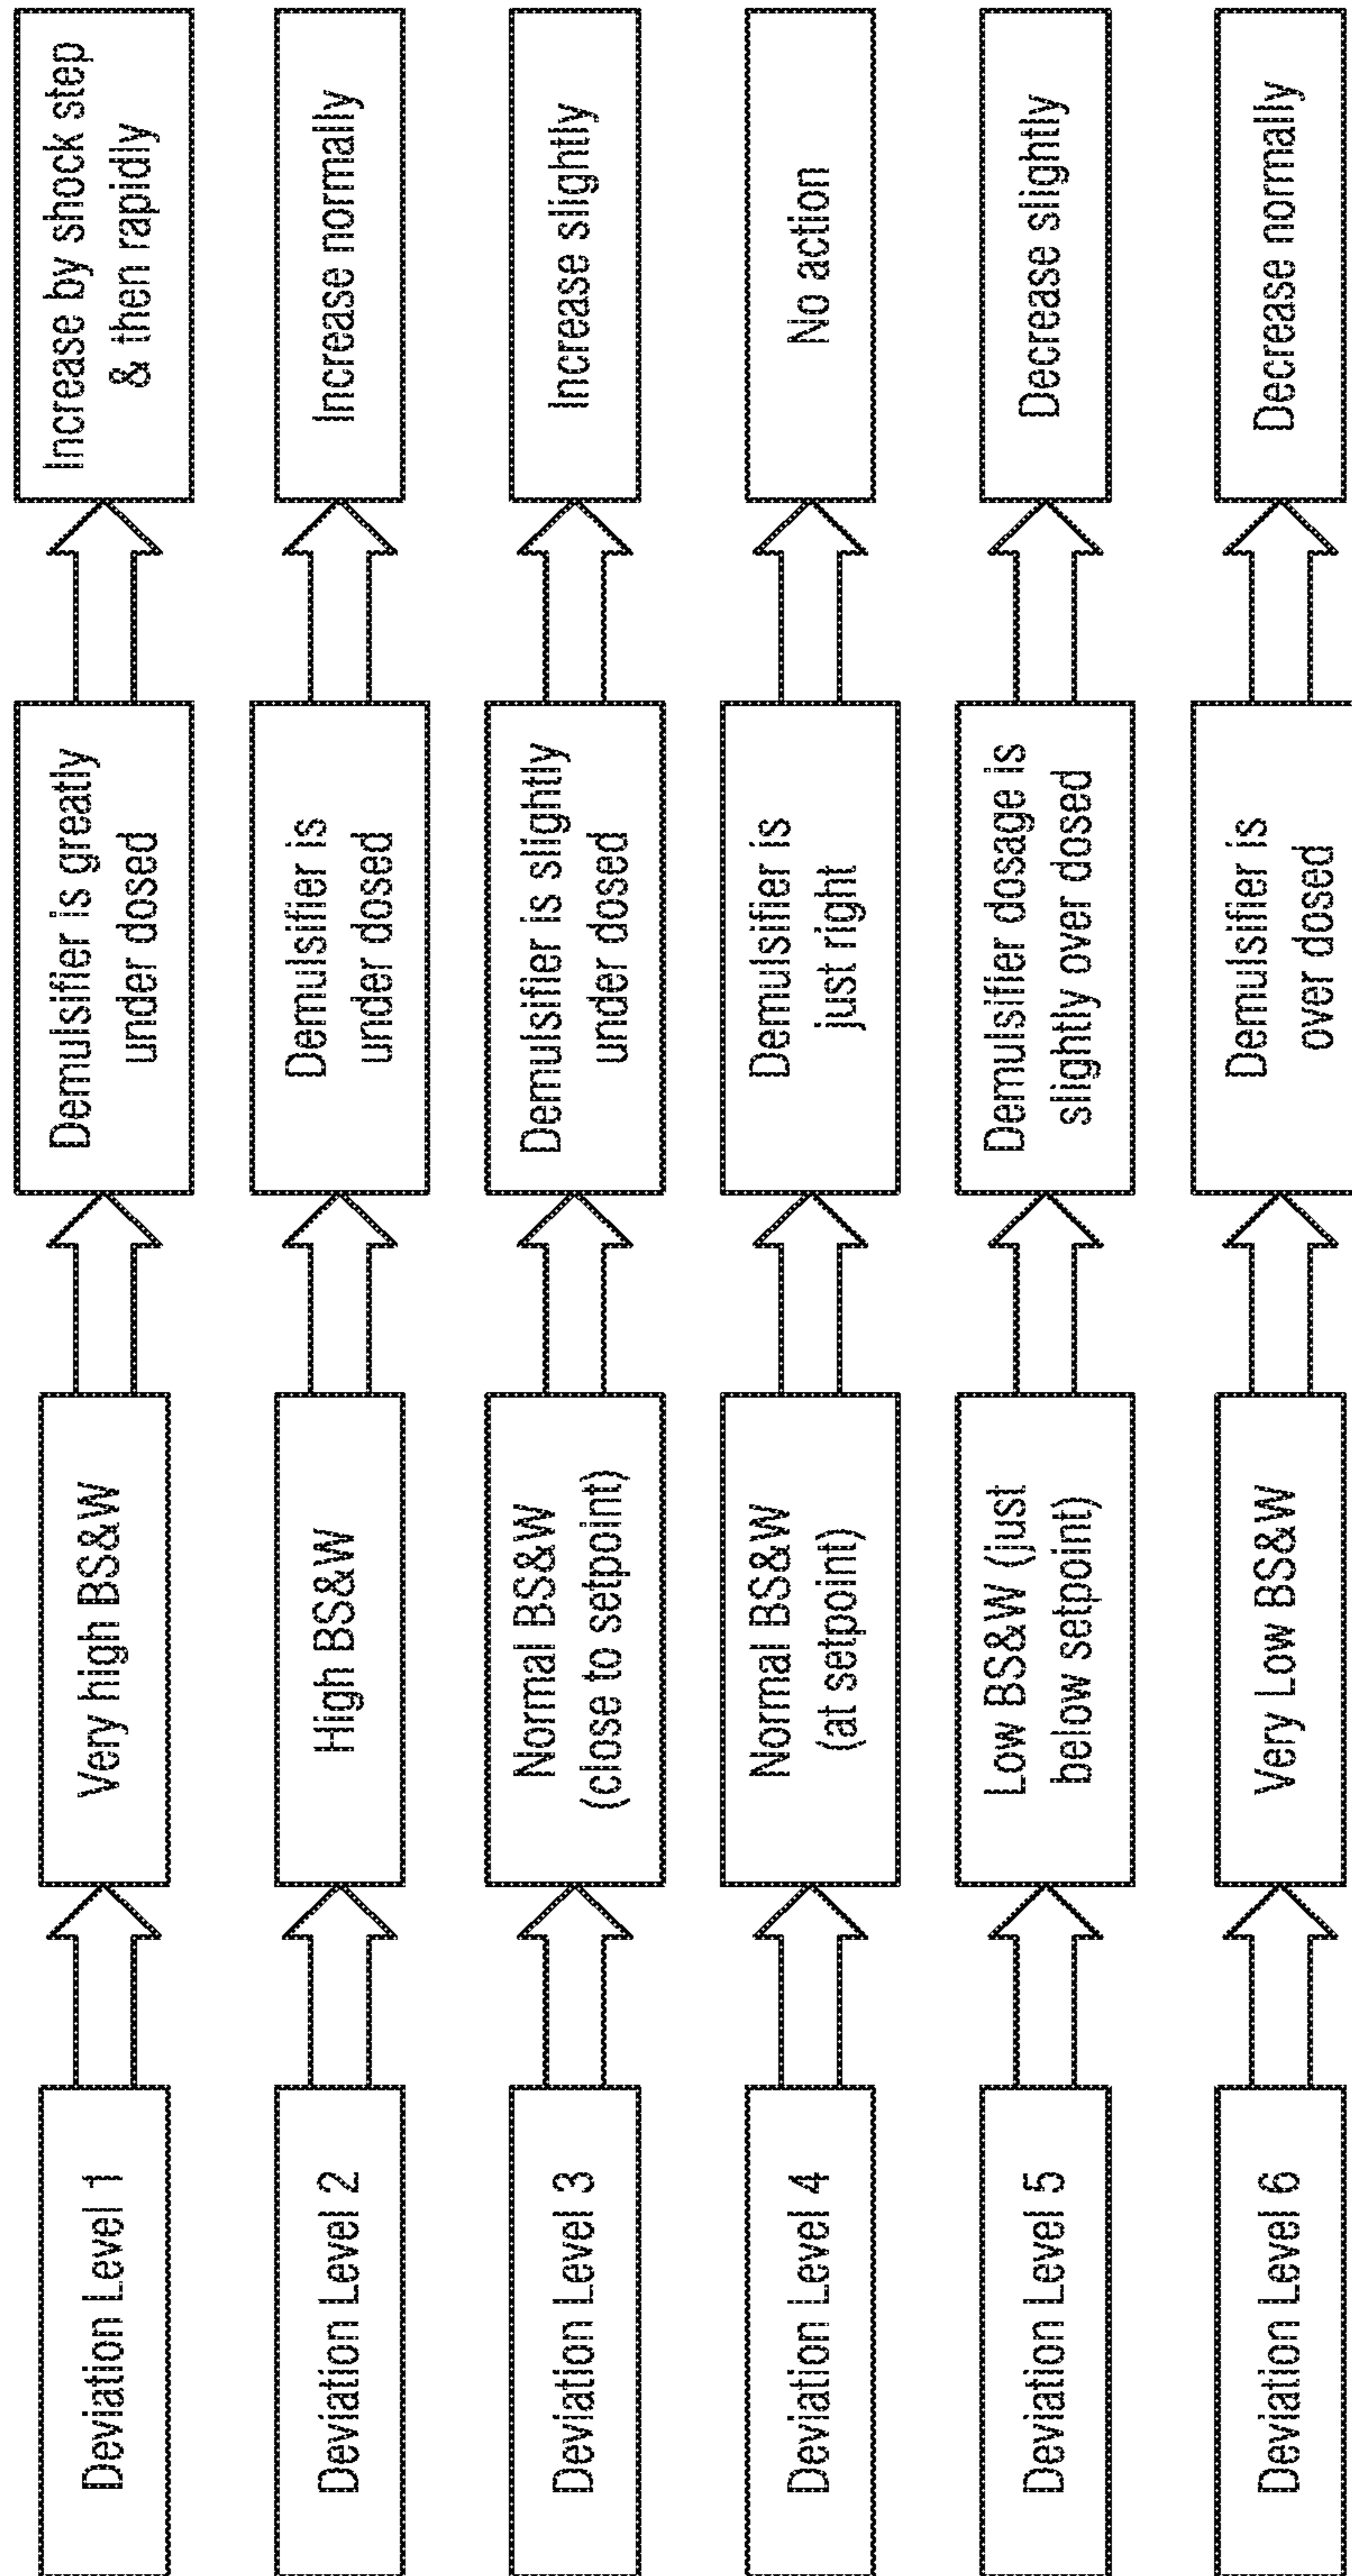 Deviation Level 1
Very high BS&W
Demulsifier is greatly
under dosed
Increase by shock step
& then rapidly
Deviation Level 2
High BS&W
Demulsifier is
under dosed
Increase normally
Deviation Level 3
Normal BS&W
(close to setpoint)
Demulsifier is slightly
under dosed
Increase slightly
Deviation Level 4
Normal BS&W
(at setpoint)
Demulsifier is
just right
No action
Deviation Level 5
Low BS&W (just
below setpoint)
Demulsifier dosage is
slightly over dosed
Decrease slightly
Deviation Level 6
Very Low BS&W
Demulsifier is
over dosed
Decrease normally